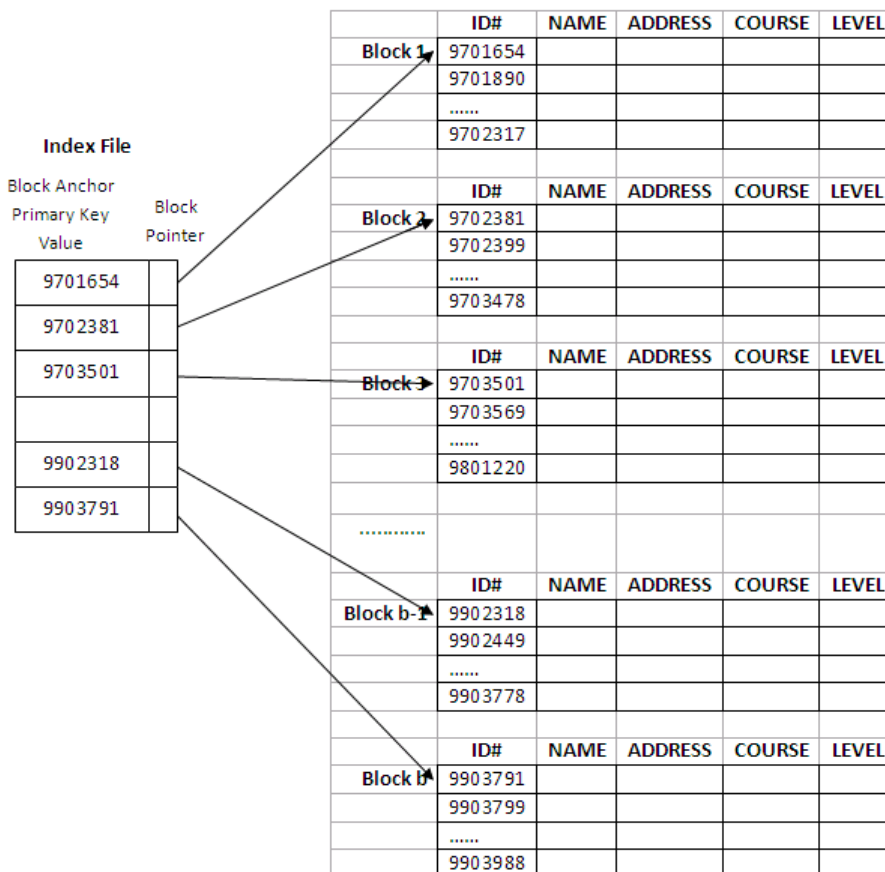 Index File
Block Anchor
Primary Key
Value
Block
Pointer
9701654
9702381
9703501
9902318
9903791
ID# NAME ADDRESS COURSE LEVEL
Block 1 9701654
9701890
......
9702317
ID# NAME ADDRESS COURSE LEVEL
Block 2 9702381
9702399
......
9703478
ID# NAME ADDRESS COURSE LEVEL
Block 3 9703501
9703569
......
9801220
............
ID# NAME ADDRESS COURSE LEVEL
Block b-1 9902318
9902449
......
9903778
ID# NAME ADDRESS COURSE LEVEL
Block b 9903791
9903799
......
9903988